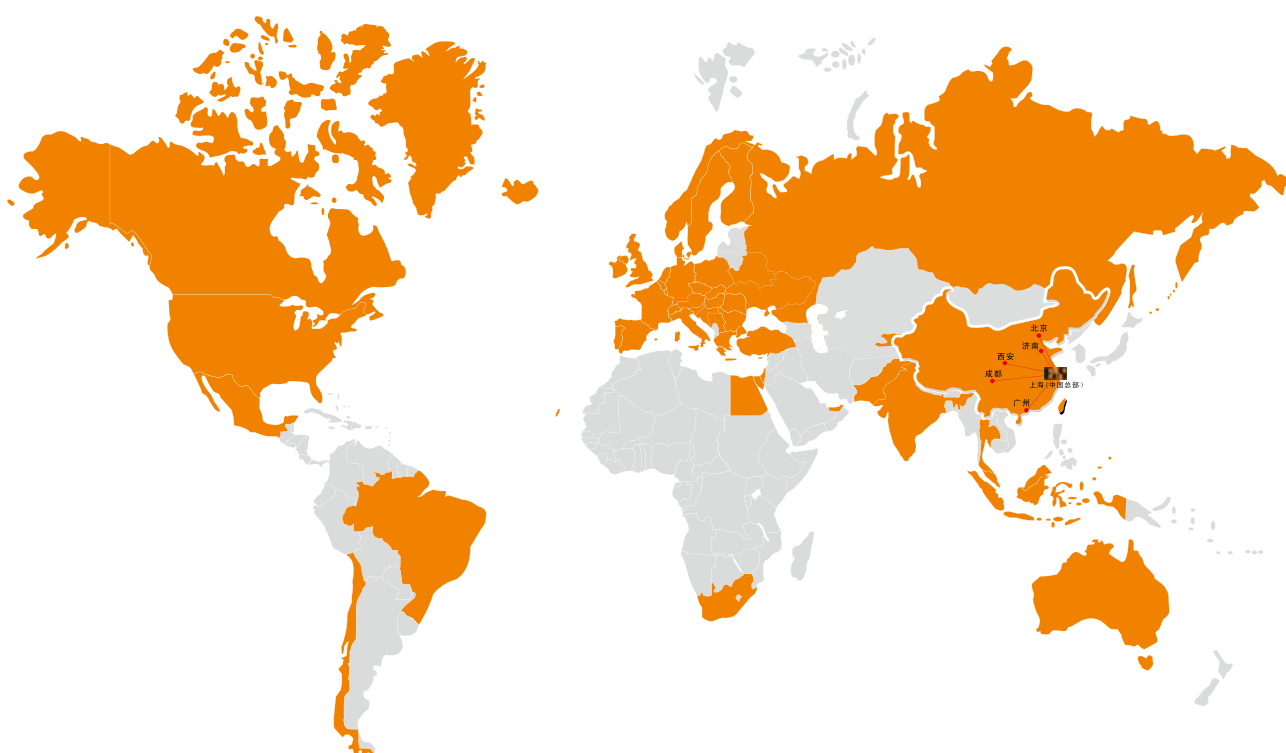 北京
济南
西安
成都
上海(中国总部)
广州